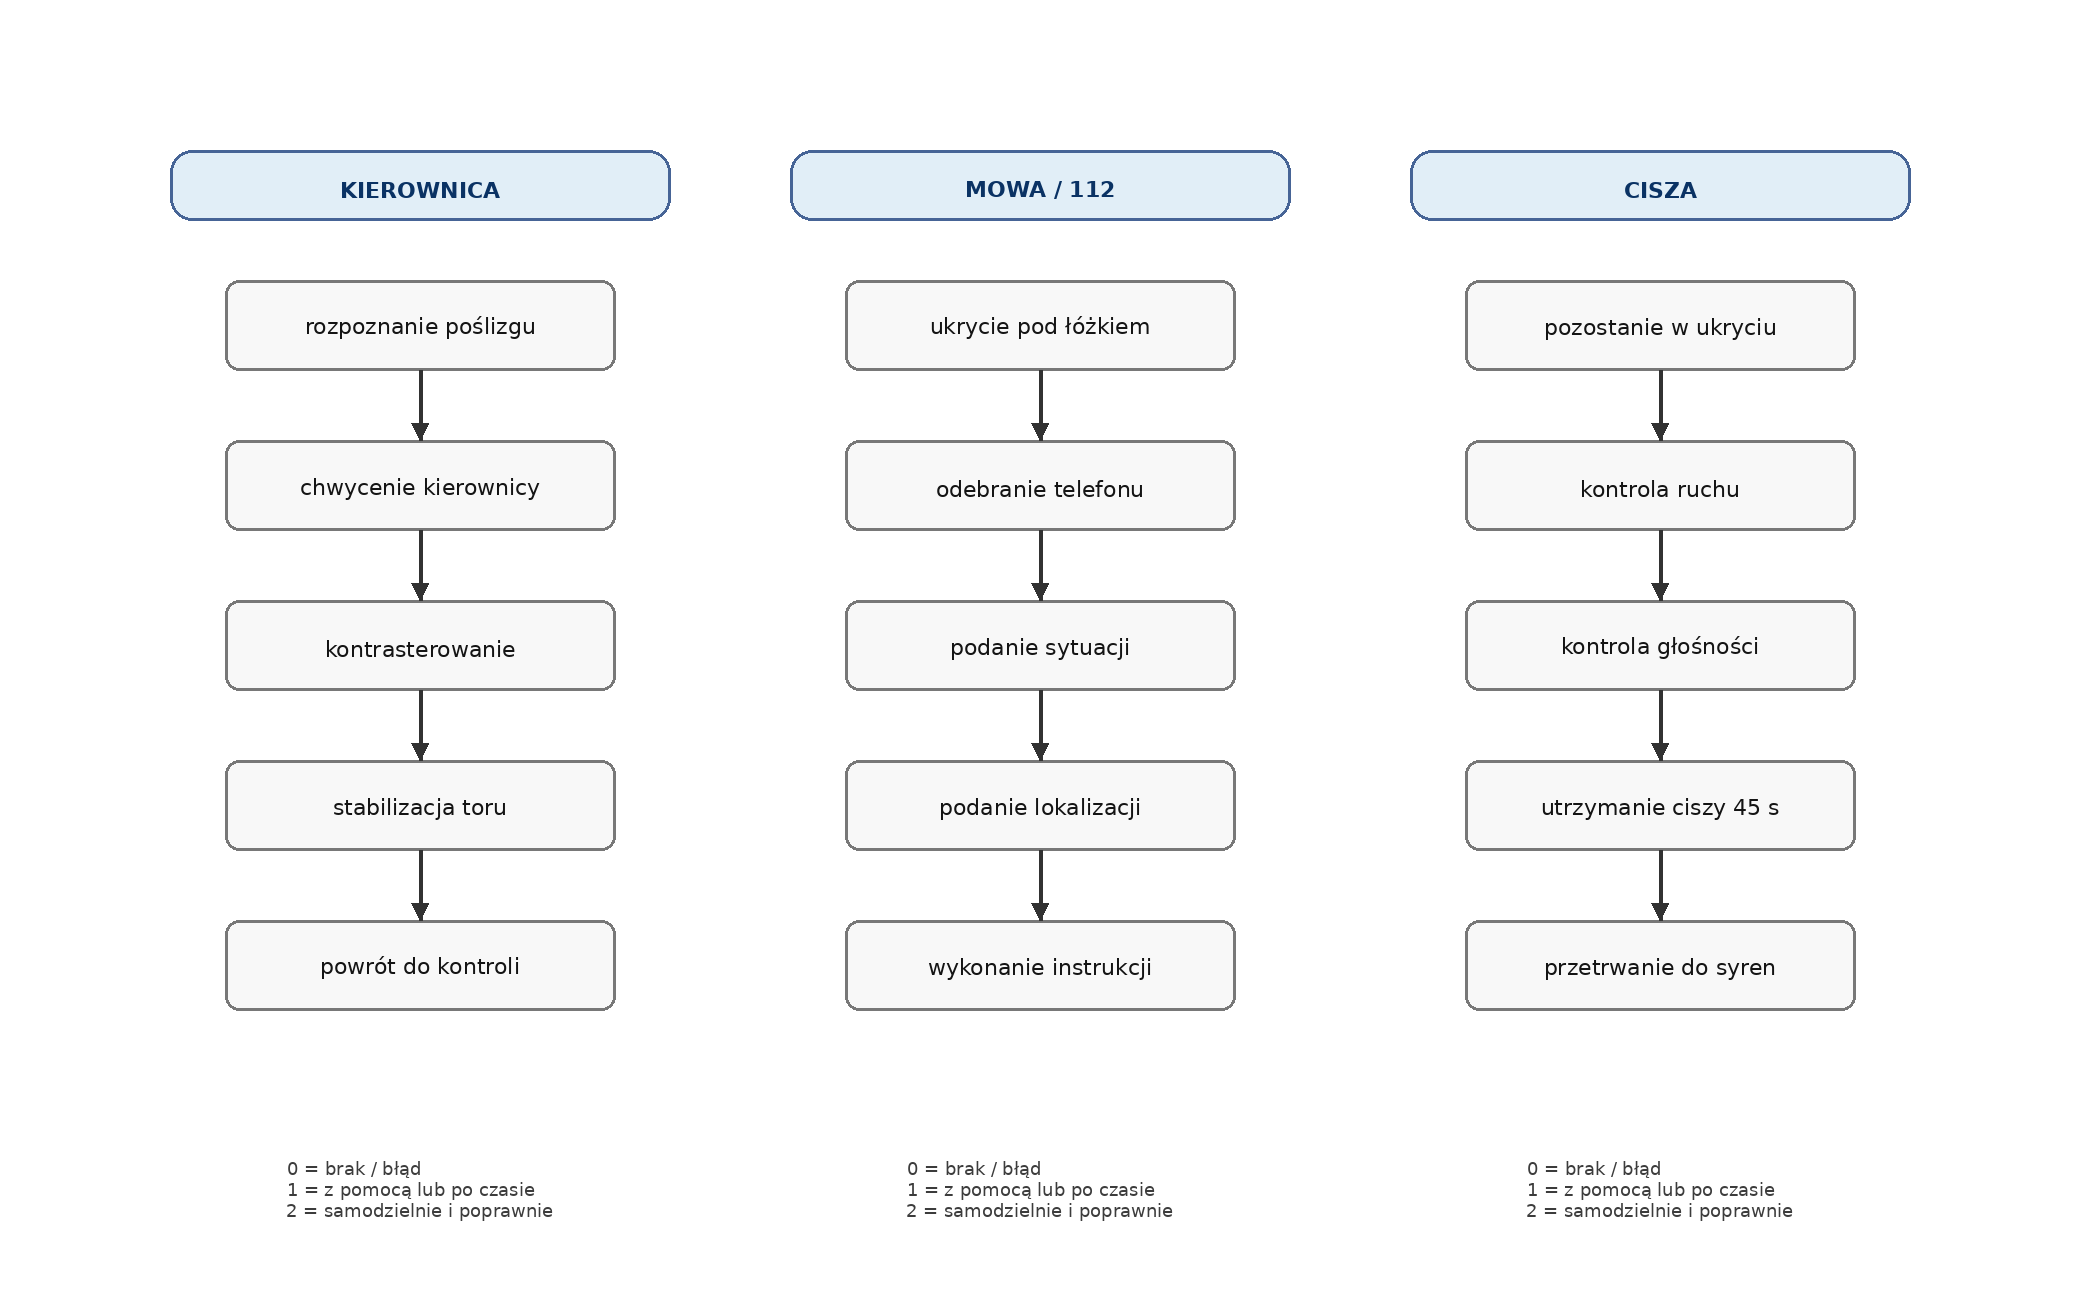 KIEROWNICA
rozpoznanie poślizgu
chwycenie kierownicy
kontrasterowanie
stabilizacja toru
powrót do kontroli
0 = brak / błąd
1 = z pomocą lub po czasie
2 = samodzielnie i poprawnie
MOWA / 112
ukrycie pod łóżkiem
odebranie telefonu
podanie sytuacji
podanie lokalizacji
wykonanie instrukcji
0 = brak / błąd
1 = z pomocą lub po czasie
2 = samodzielnie i poprawnie
CISZA
pozostanie w ukryciu
kontrola ruchu
kontrola głośności
utrzymanie ciszy 45 s
przetrwanie do syren
0 = brak / błąd
1 = z pomocą lub po czasie
2 = samodzielnie i poprawnie